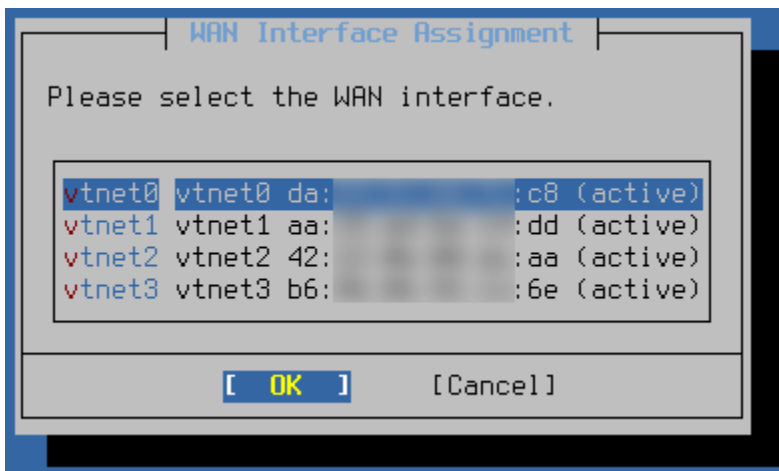 WAN Interface Assignment
Please select the WAN interface.
vtnet0 vtnet0 da: :c8 (active)
vtnet1 vtnet1 aa: :dd (active)
vtnet2 vtnet2 42: :aa (active)
vtnet3 vtnet3 b6: :6e (active)
[ OK ] [Cancel]